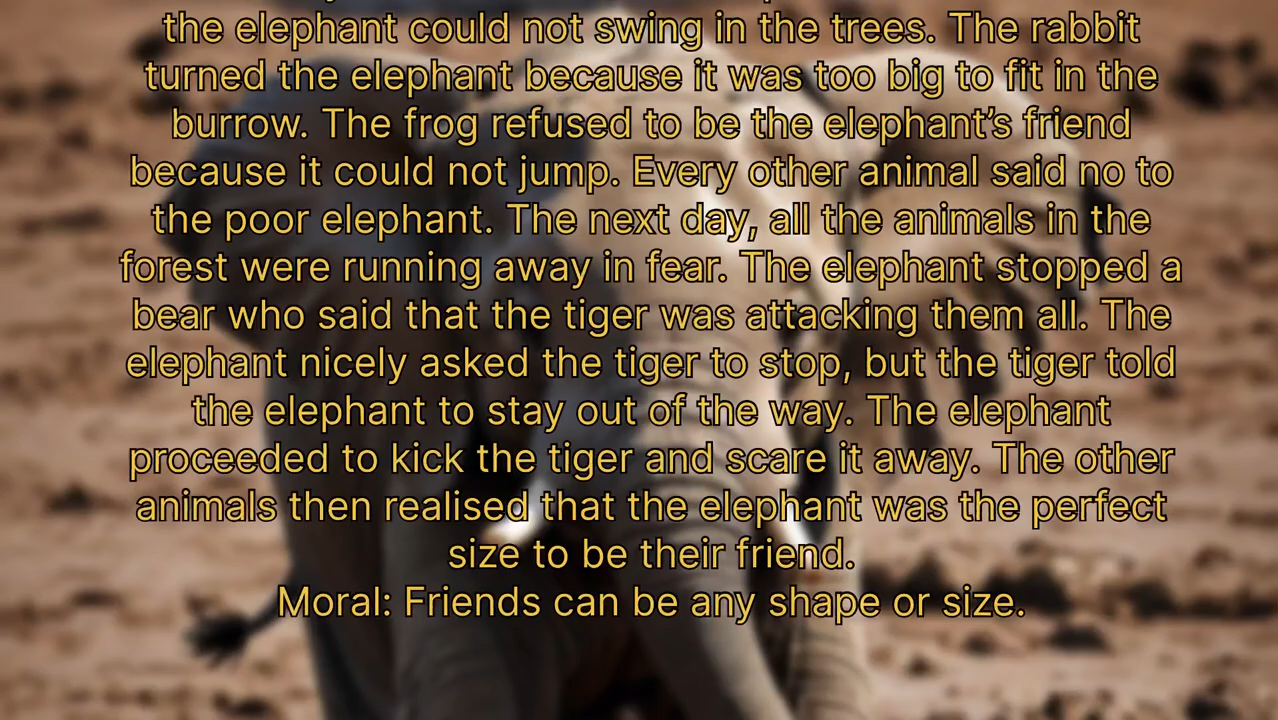 the elephant could not swing in the trees. The rabbit
turned the elephant because it was too big to fit in the
burrow. The frog refused to be the elephant’s friend
because it could not jump. Every other animal said no to
the poor elephant. The next day, all the animals in the
forest were running away in fear. The elephant stopped a
bear who said that the tiger was attacking them all. The
elephant nicely asked the tiger to stop, but the tiger told
the elephant to stay out of the way. The elephant
proceeded to kick the tiger and scare it away. The other
animals then realised that the elephant was the perfect
size to be their friend.
Moral: Friends can be any shape or size.